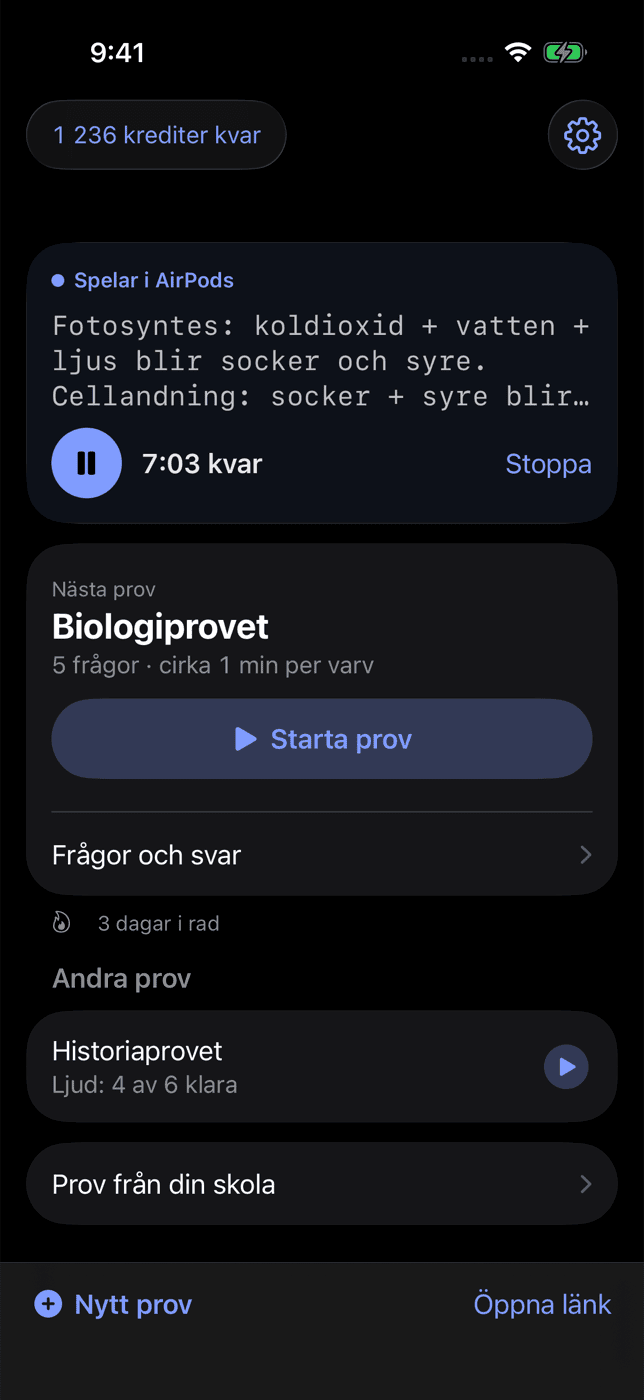 9:41
1 236 krediter kvar
Spelar i AirPods
Fotosyntes: koldioxid + vatten +
ljus blir socker och syre.
Cellandning: socker + syre blir…
7:03 kvar
Stoppa
Nästa prov
Biologiprovet
5 frågor · cirka 1 min per varv
Starta prov
Frågor och svar
3 dagar i rad
Andra prov
Historiaprovet
Ljud: 4 av 6 klara
Prov från din skola
Nytt prov
Öppna länk